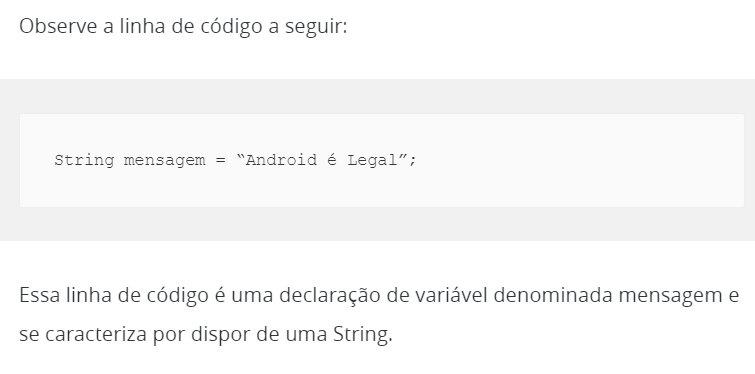 Observe a linha de código a seguir:
String mensagem = “Android é Legal”;
Essa linha de código é uma declaração de variável denominada mensagem e
se caracteriza por dispor de uma String.